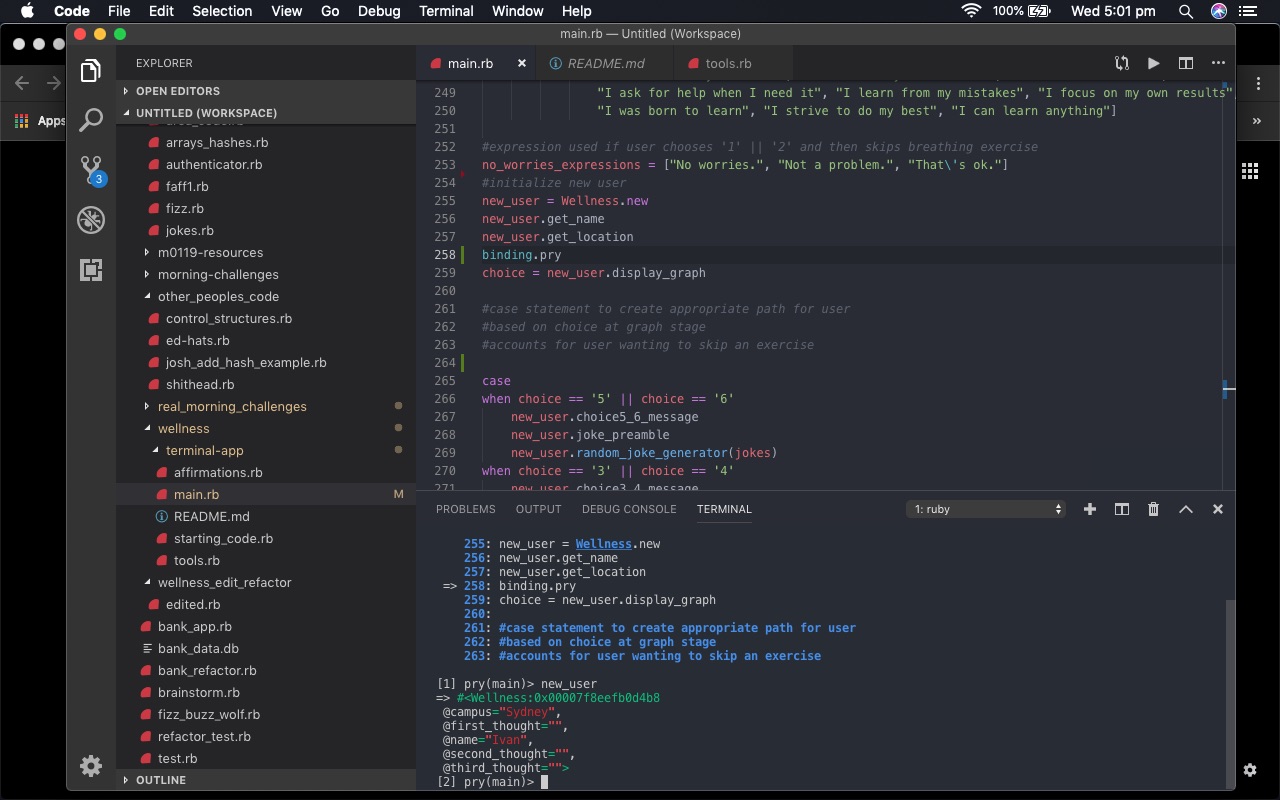 Code File Edit Selection View Go Debug Terminal Window Help 100% Wed 5:01 pm
main.rb — Untitled (Workspace)
Apps
EXPLORER
OPEN EDITORS
UNTITLED (WORKSPACE)
arrays_hashes.rb
authenticator.rb
faff1.rb
fizz.rb
jokes.rb
m0119-resources
morning-challenges
other_peoples_code
control_structures.rb
ed-hats.rb
josh_add_hash_example.rb
shithead.rb
real_morning_challenges
wellness
terminal-app
affirmations.rb
main.rb M
README.md
starting_code.rb
tools.rb
wellness_edit_refactor
edited.rb
bank_app.rb
bank_data.db
bank_refactor.rb
brainstorm.rb
fizz_buzz_wolf.rb
refactor_test.rb
test.rb
OUTLINE
3
main.rb README.md tools.rb
249 "I ask for help when I need it", "I learn from my mistakes", "I focus on my own results",
250 "I was born to learn", "I strive to do my best", "I can learn anything"]
251
252 #expression used if user chooses '1' || '2' and then skips breathing exercise
253 no_worries_expressions = ["No worries.", "Not a problem.", "That\'s ok."]
254 #initialize new user
255 new_user = Wellness.new
256 new_user.get_name
257 new_user.get_location
258 binding.pry
259 choice = new_user.display_graph
260
261 #case statement to create appropriate path for user
262 #based on choice at graph stage
263 #accounts for user wanting to skip an exercise
264
265 case
266 when choice == '5' || choice == '6'
267 new_user.choice5_6_message
268 new_user.joke_preamble
269 new_user.random_joke_generator(jokes)
270 when choice == '3' || choice == '4'
271 new_user.choice3_4_message
PROBLEMS OUTPUT DEBUG CONSOLE TERMINAL 1: ruby
255: new_user = Wellness.new
256: new_user.get_name
257: new_user.get_location
=> 258: binding.pry
259: choice = new_user.display_graph
260:
261: #case statement to create appropriate path for user
262: #based on choice at graph stage
263: #accounts for user wanting to skip an exercise
[1] pry(main)> new_user
=> #<Wellness:0x00007f8eefb0d4b8
@campus="Sydney",
@first_thought="",
@name="Ivan",
@second_thought="",
@third_thought="">
[2] pry(main)>